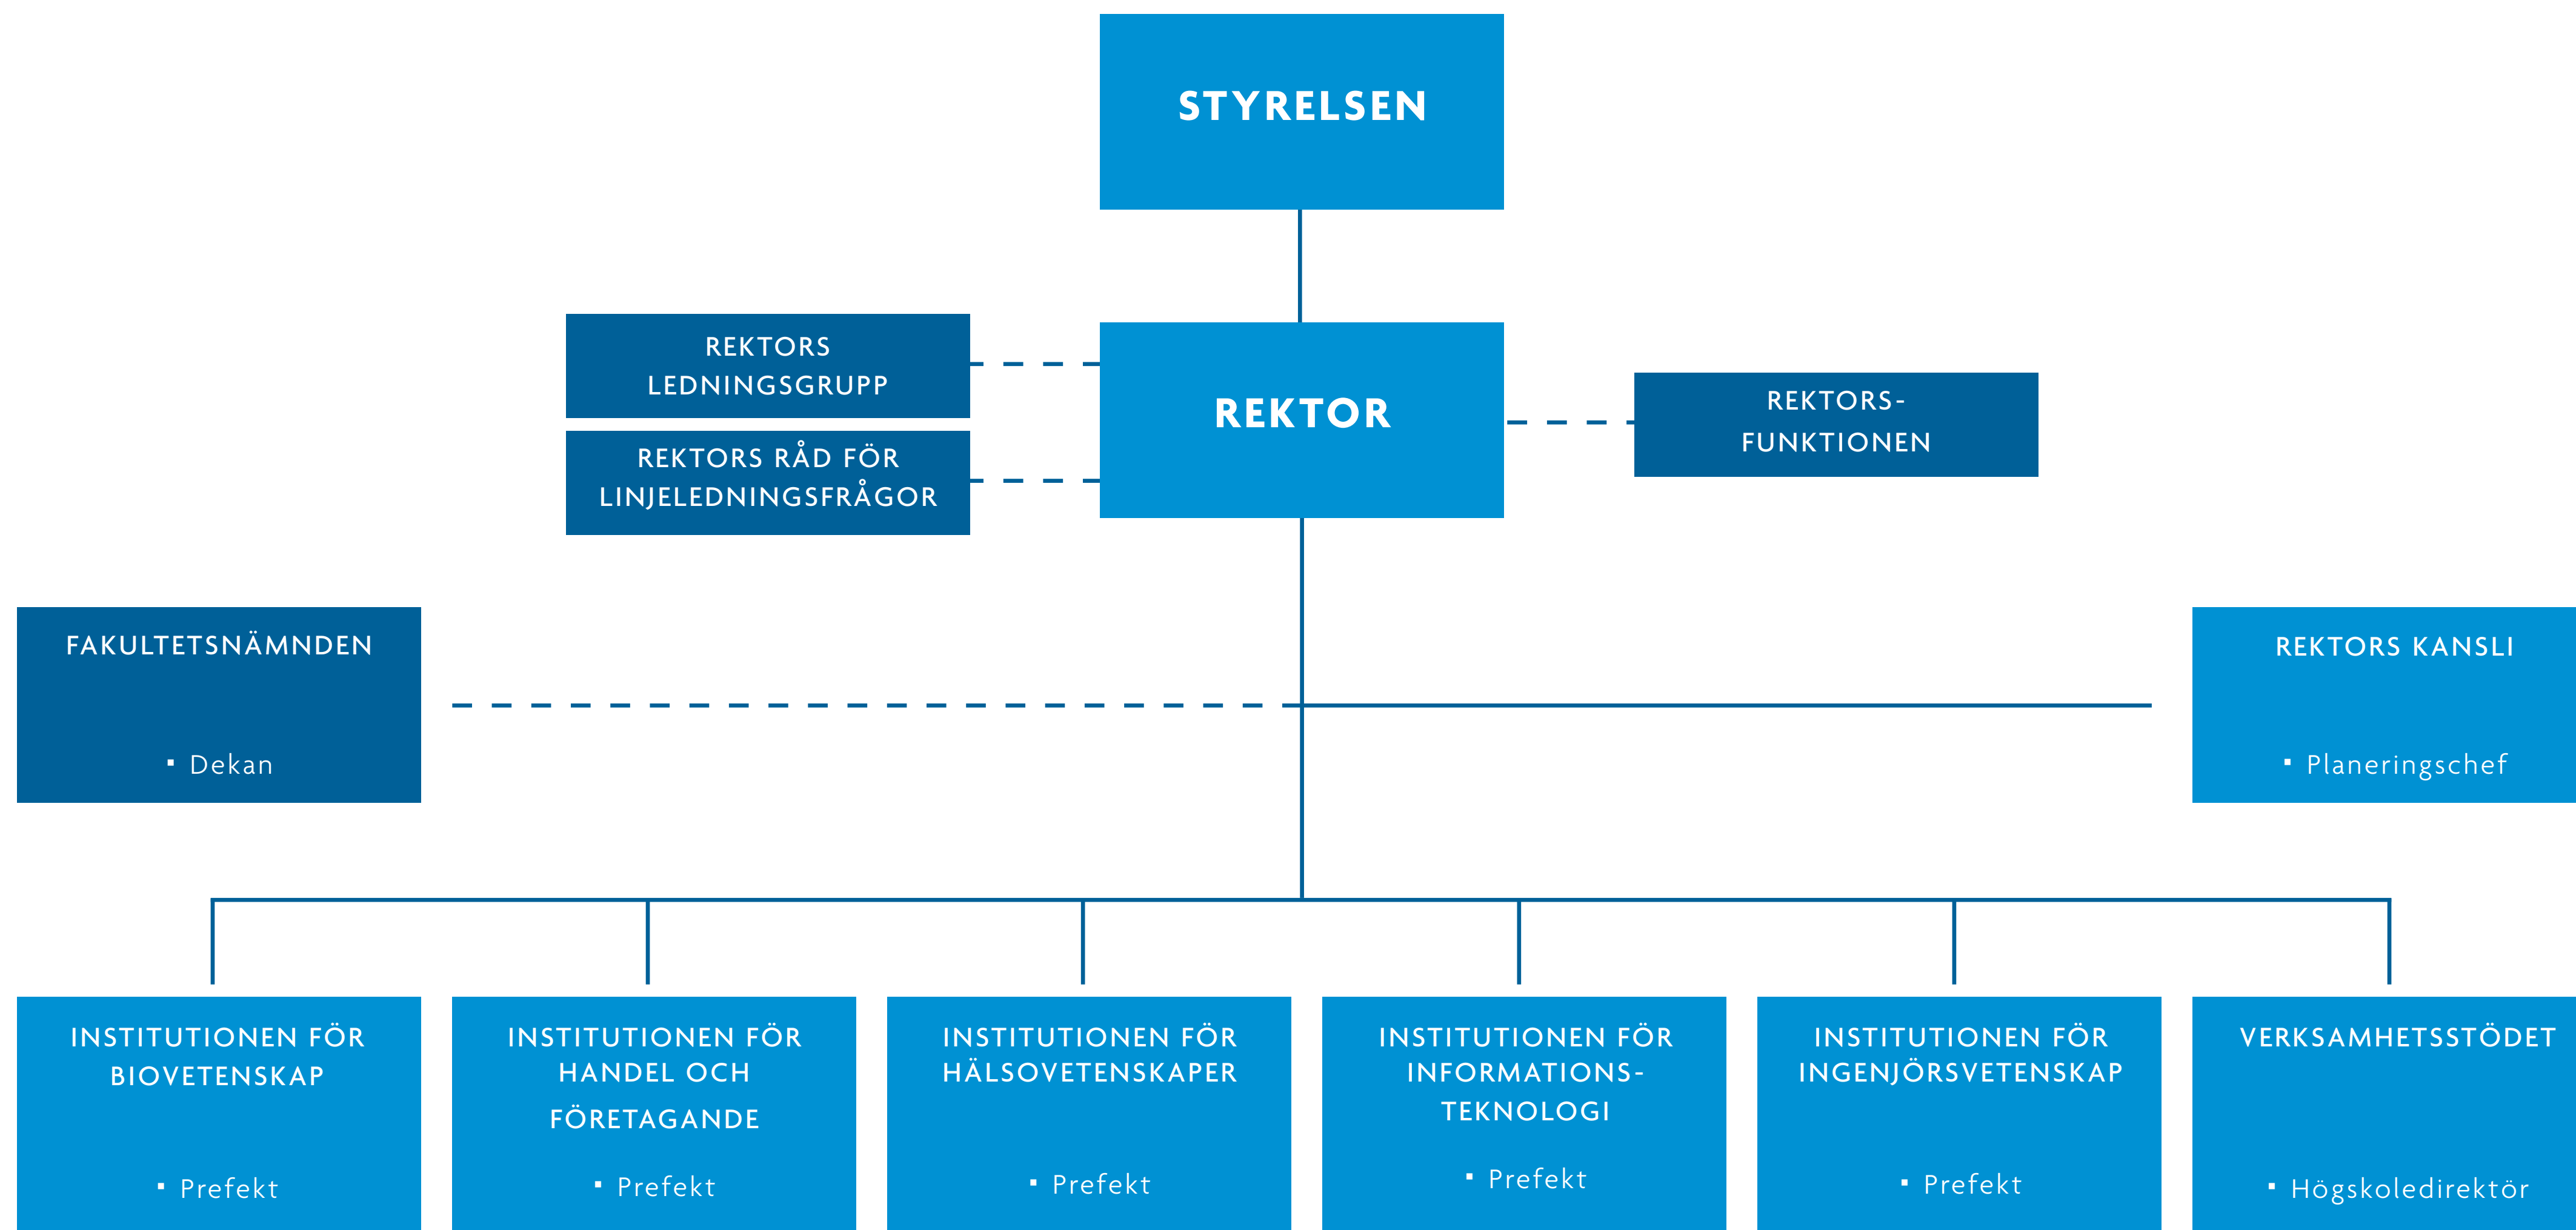 STYRELSEN
REKTORS
LEDNINGSGRUPP
REKTORS RÅD FÖR
LINJELEDNINGSFRÅGOR
REKTOR
REKTORS-
FUNKTIONEN
FAKULTETSNÄMNDEN
▪ Dekan
REKTORS KANSLI
▪ Planeringschef
INSTITUTIONEN FÖR
BIOVETENSKAP
▪ Prefekt
INSTITUTIONEN FÖR
HANDEL OCH
FÖRETAGANDE
▪ Prefekt
INSTITUTIONEN FÖR
HÄLSOVETENSKAPER
▪ Prefekt
INSTITUTIONEN FÖR
INFORMATIONS-
TEKNOLOGI
▪ Prefekt
INSTITUTIONEN FÖR
INGENJÖRSVETENSKAP
▪ Prefekt
VERKSAMHETSSTÖDET
▪ Högskoledirektör